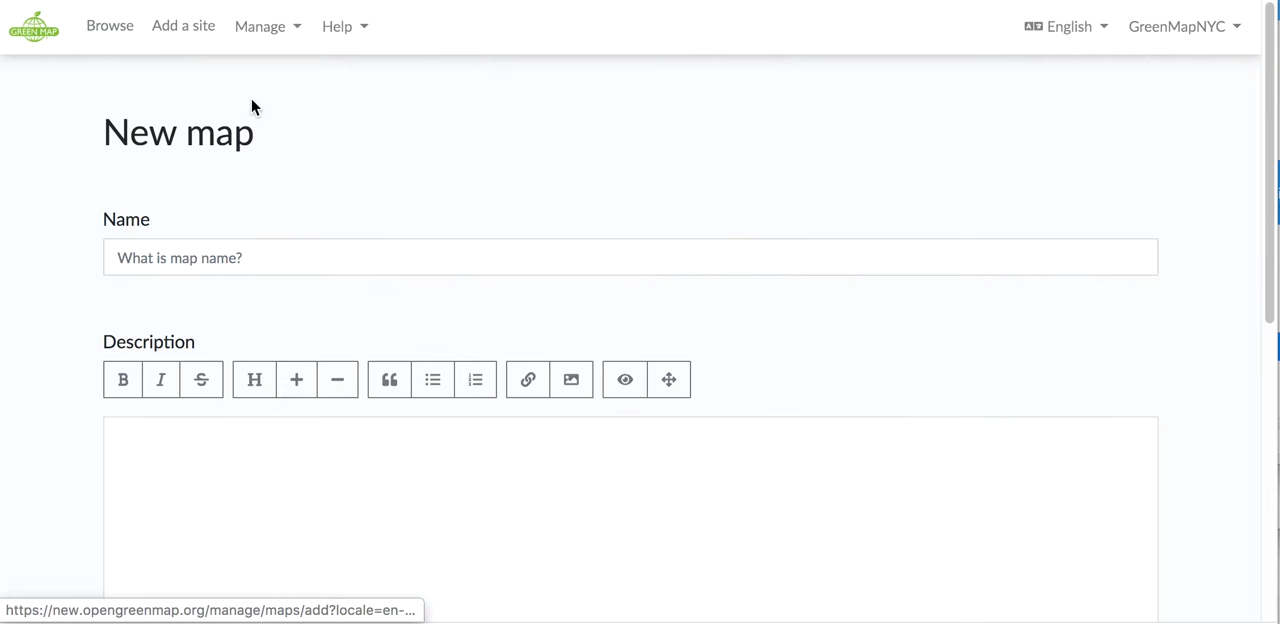 GREEN MAP Browse Add a site Manage Help English GreenMapNYC
New map
Name
What is map name?
Description
B I S H
https://new.opengreenmap.org/manage/maps/add?locale=en-...